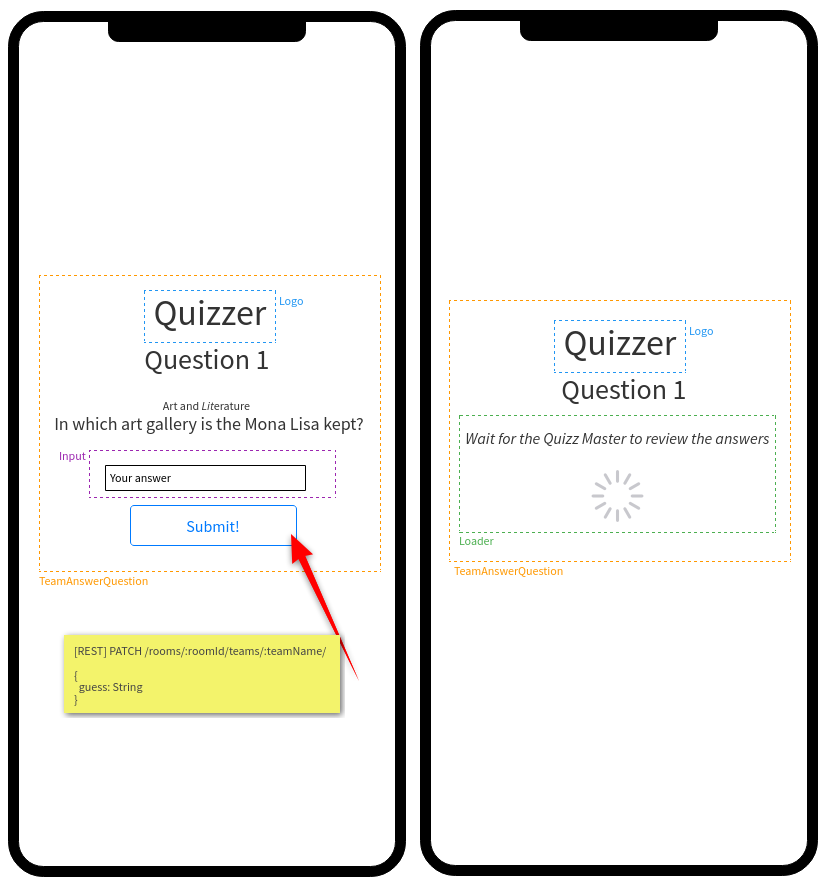 Quizzer
Logo
Question 1
Art and Literature
In which art gallery is the Mona Lisa kept?
Input
Your answer
Submit!
TeamAnswerQuestion
[REST] PATCH /rooms/:roomId/teams/:teamName/
{
guess: String
}
Quizzer
Logo
Question 1
Wait for the Quizz Master to review the answers
Loader
TeamAnswerQuestion